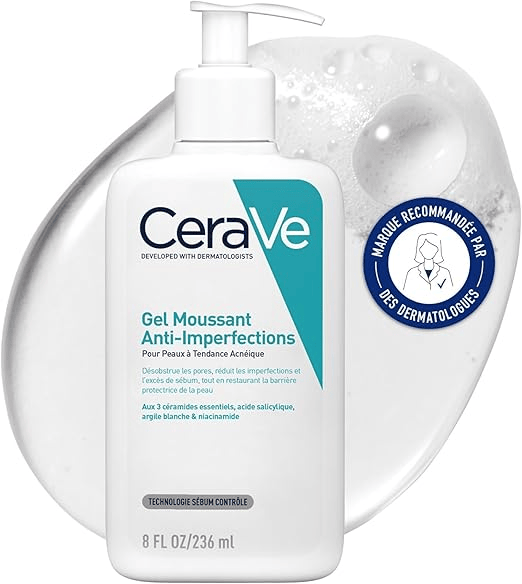 CeraVe
DEVELOPED WITH DERMATOLOGISTS
Gel Moussant
Anti-Imperfections
Pour Peaux à Tendance Acnéique
Désobstrue les pores, réduit les imperfections et
l'excès de sébum, tout en restaurant la barrière
protectrice de la peau
Aux 3 céramides essentiels, acide salicylique,
argile blanche & niacinamide
TECHNOLOGIE SÉBUM CONTRÔLE
8 FL OZ/236 ml
MARQUE RECOMMANDÉE PAR
DES DERMATOLOGUES